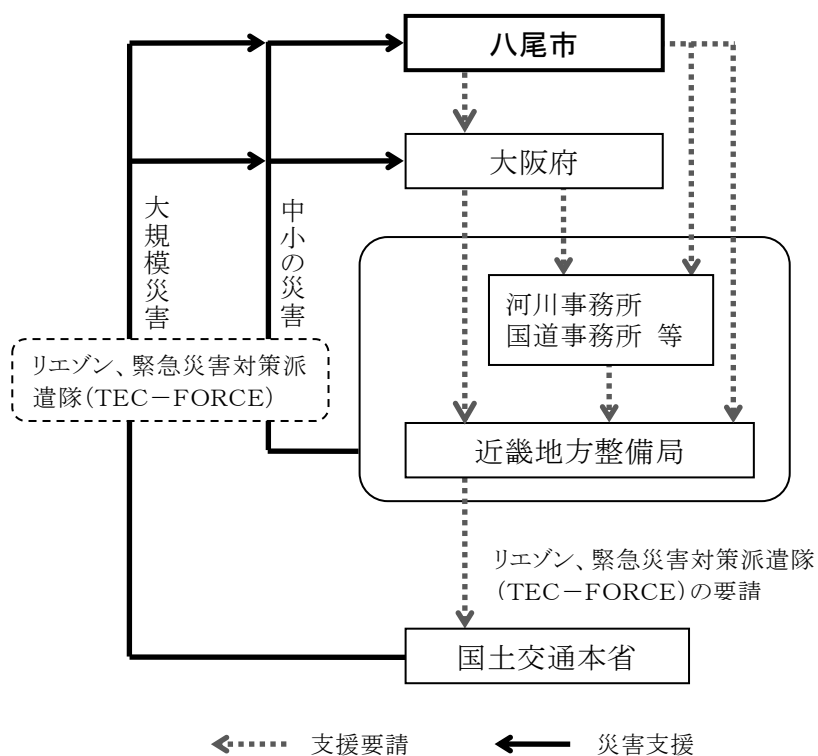 八尾市
大阪府
大規模災害
中小の災害
河川事務所
国道事務所 等
リエゾン、緊急災害対策派
遣隊(TEC－FORCE)
近畿地方整備局
リエゾン、緊急災害対策派遣隊
(TEC－FORCE)の要請
国土交通本省
支援要請
災害支援